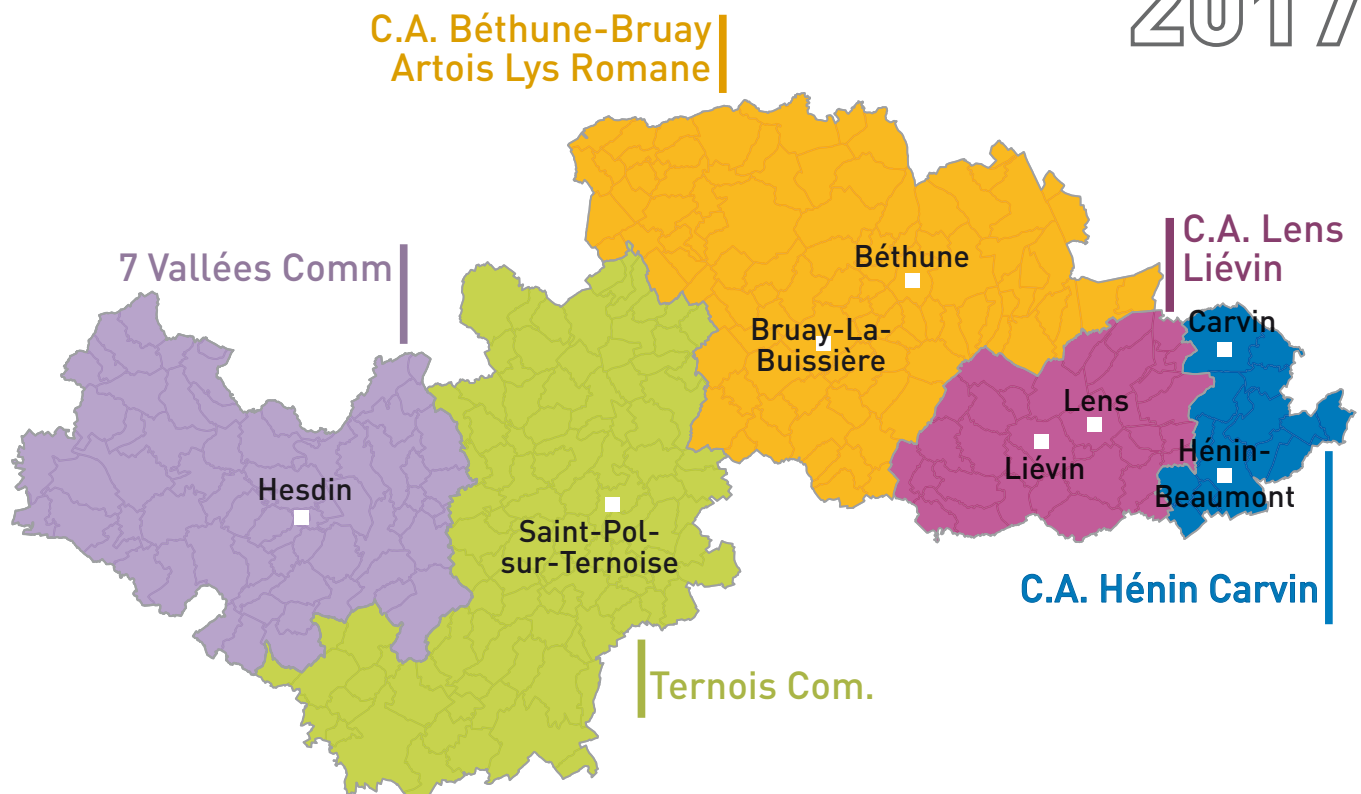 2017
C.A. Béthune-Bruay
Artois Lys Romane
C.A. Lens
Liévin
7 Vallées Comm
Béthune
Carvin
Bruay-La-
Buissière
Lens
Liévin
Hénin-
Beaumont
Hesdin
Saint-Pol-
sur-Ternoise
C.A. Hénin Carvin
Ternois Com.